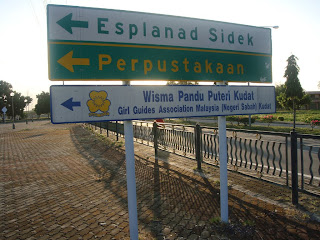 Esplanad Sidek
Perpustakaan
Wisma Pandu Puteri Kudat
Girl Guides Association Malaysia (Negeri Sabah) Kudat